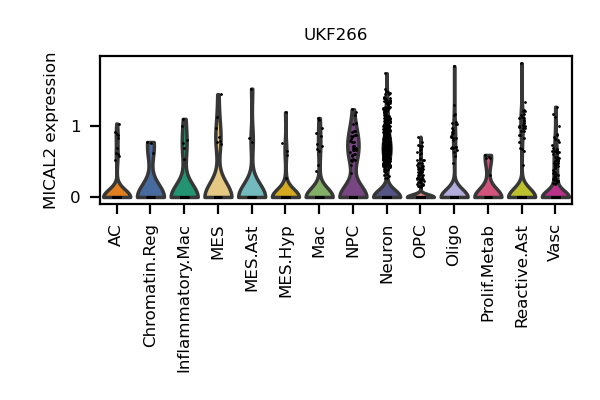 UKF266
MICAL2 expression
1
0
AC
Chromatin.Reg
Inflammatory.Mac
MES
MES.Ast
MES.Hyp
Mac
NPC
Neuron
OPC
Oligo
Prolif.Metab
Reactive.Ast
Vasc